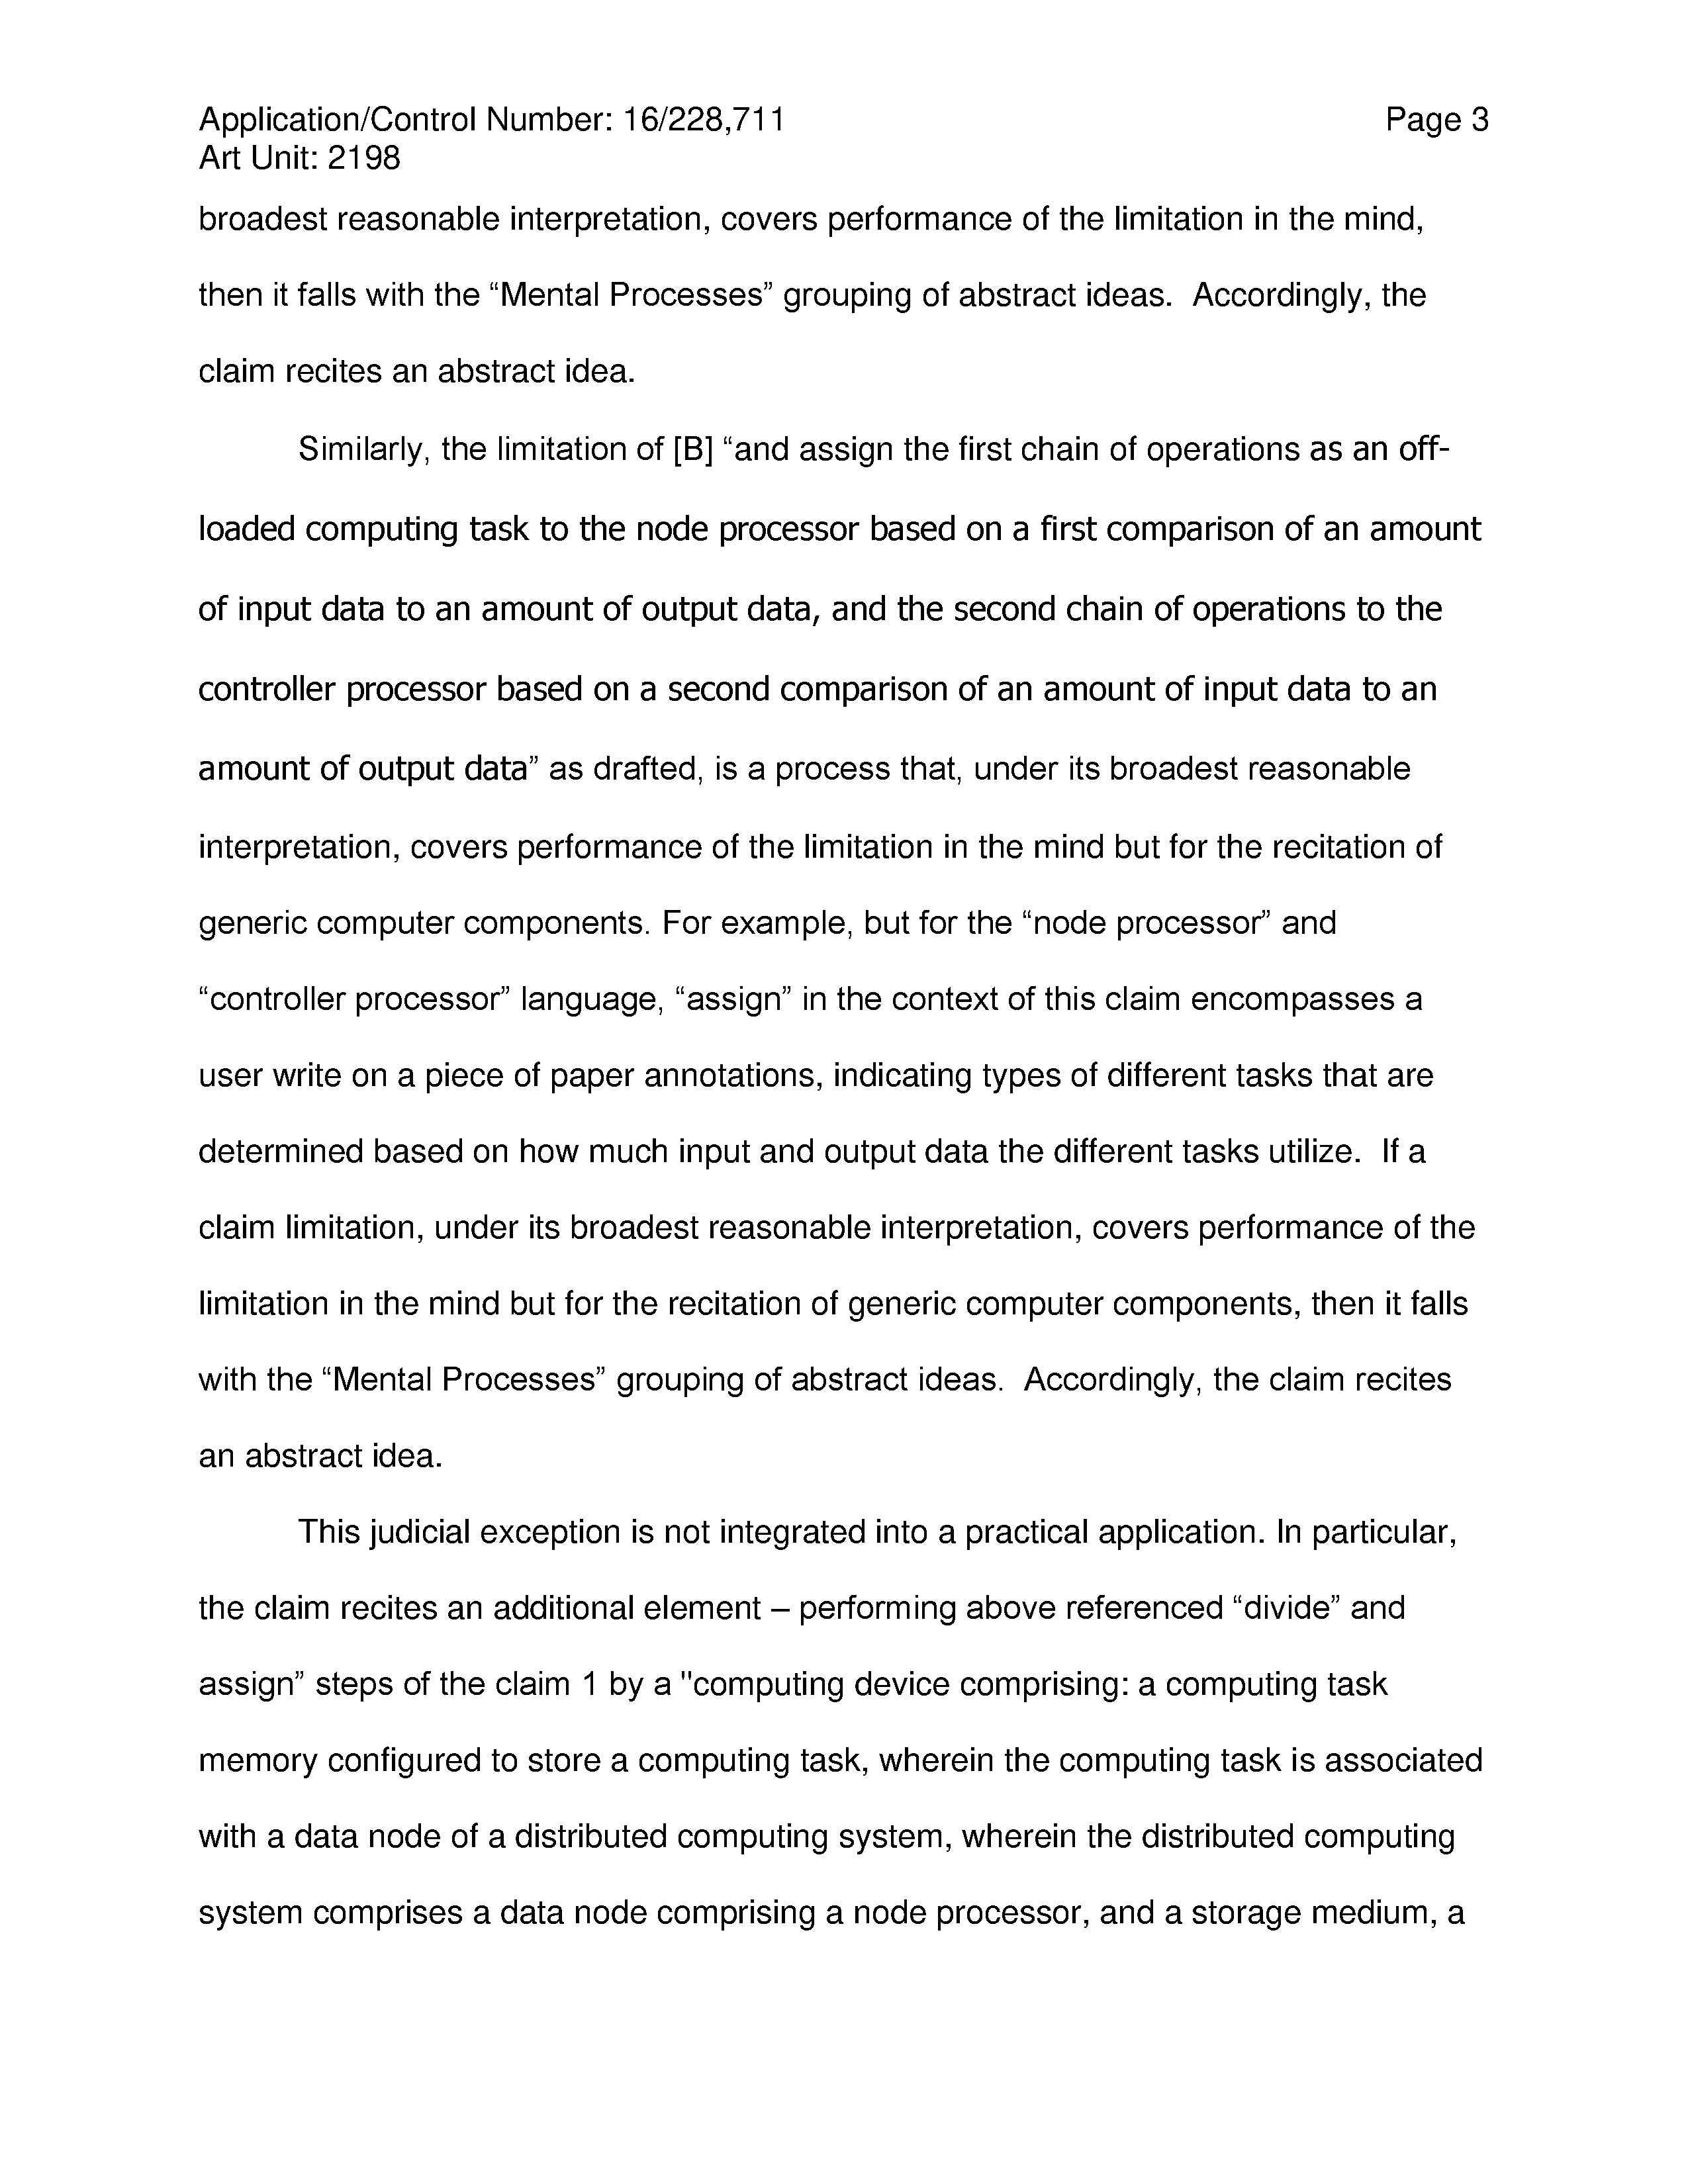 Application/Control Number: 16/228,711 Page 3
Art Unit: 2198
broadest reasonable interpretation, covers performance of the limitation in the mind,
then it falls with the “Mental Processes” grouping of abstract ideas.  Accordingly, the
claim recites an abstract idea.
Similarly, the limitation of [B] “and assign the first chain of operations as an off-
loaded computing task to the node processor based on a first comparison of an amount
of input data to an amount of output data, and the second chain of operations to the
controller processor based on a second comparison of an amount of input data to an
amount of output data” as drafted, is a process that, under its broadest reasonable
interpretation, covers performance of the limitation in the mind but for the recitation of
generic computer components. For example, but for the “node processor” and
“controller processor” language, “assign” in the context of this claim encompasses a
user write on a piece of paper annotations, indicating types of different tasks that are
determined based on how much input and output data the different tasks utilize.  If a
claim limitation, under its broadest reasonable interpretation, covers performance of the
limitation in the mind but for the recitation of generic computer components, then it falls
with the “Mental Processes” grouping of abstract ideas.  Accordingly, the claim recites
an abstract idea.
This judicial exception is not integrated into a practical application. In particular,
the claim recites an additional element – performing above referenced “divide” and
assign” steps of the claim 1 by a "computing device comprising: a computing task
memory configured to store a computing task, wherein the computing task is associated
with a data node of a distributed computing system, wherein the distributed computing
system comprises a data node comprising a node processor, and a storage medium, a